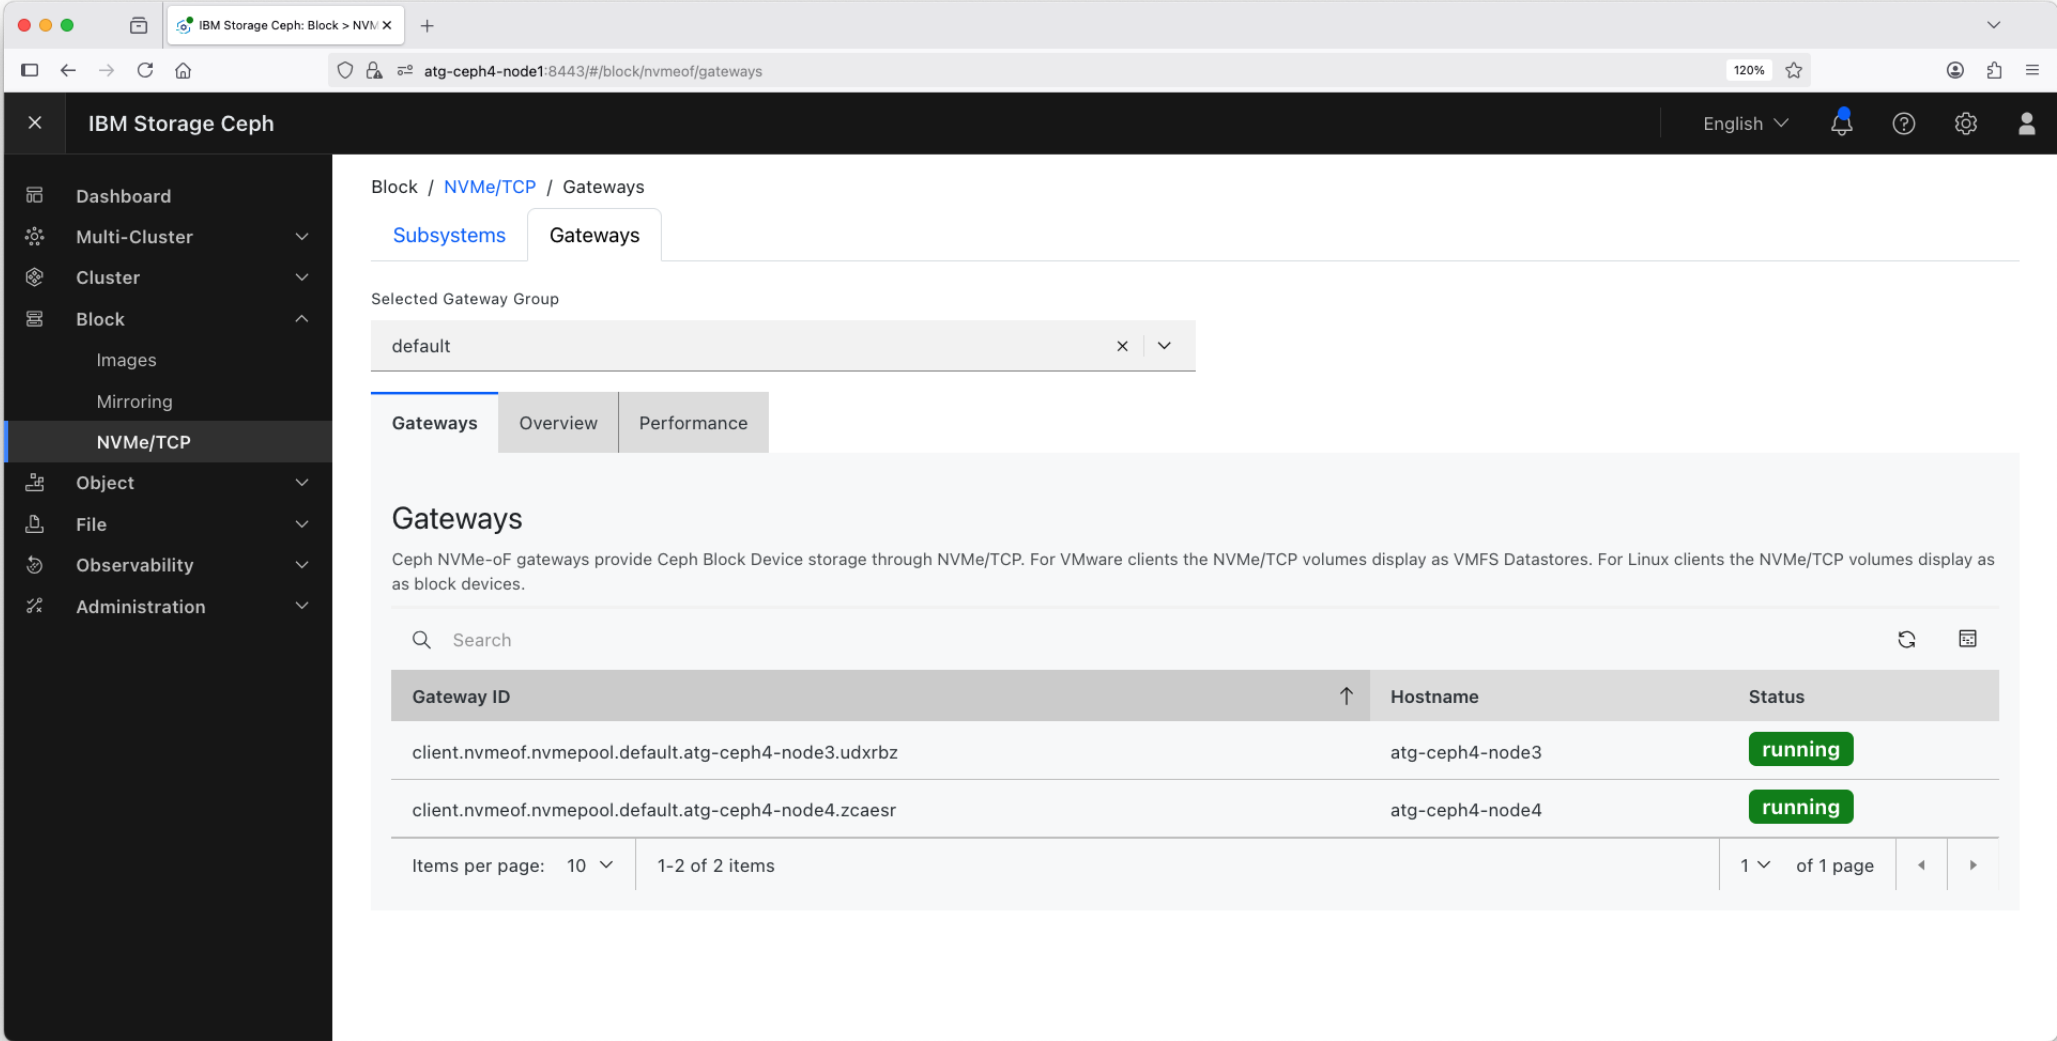 IBM Storage Ceph: Block > NVM
atg-ceph4-node1:8443/#/block/nvmeof/gateways
120%
IBM Storage Ceph
English
Dashboard
Multi-Cluster
Cluster
Block
Images
Mirroring
NVMe/TCP
Object
File
Observability
Administration
Block / NVMe/TCP / Gateways
Subsystems Gateways
Selected Gateway Group
default
Gateways Overview Performance
Gateways
Ceph NVMe-oF gateways provide Ceph Block Device storage through NVMe/TCP. For VMware clients the NVMe/TCP volumes display as VMFS Datastores. For Linux clients the NVMe/TCP volumes display as
as block devices.
Search
Gateway ID Hostname Status
client.nvmeof.nvmepool.default.atg-ceph4-node3.udxrbz atg-ceph4-node3 running
client.nvmeof.nvmepool.default.atg-ceph4-node4.zcaesr atg-ceph4-node4 running
Items per page: 10 1-2 of 2 items 1 of 1 page